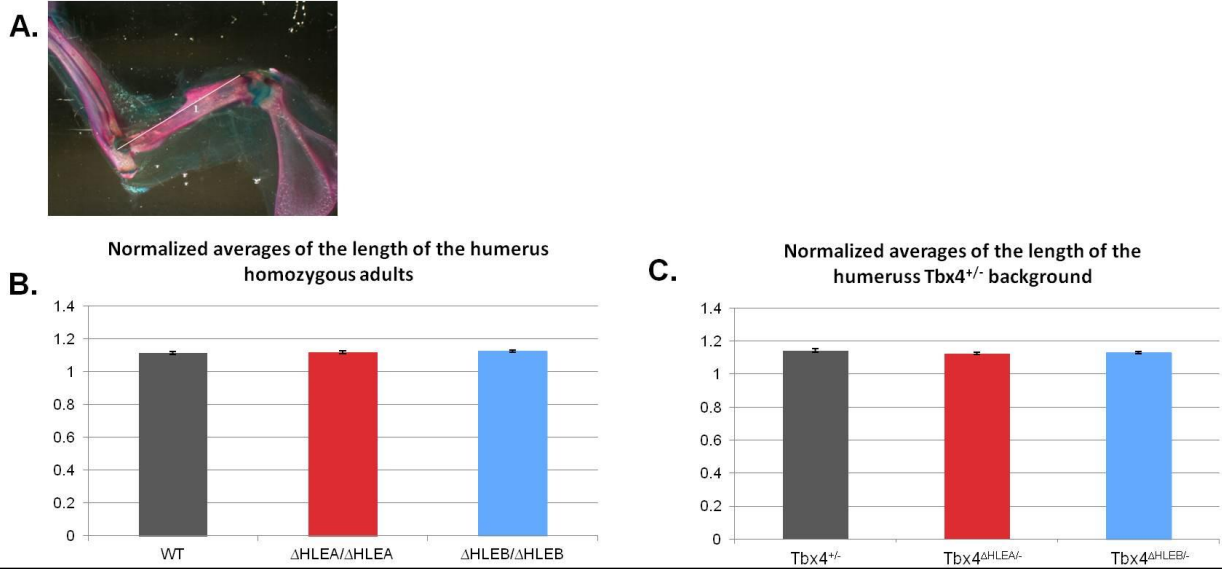 A.
1
Normalized averages of the length of the humerus
homozygous adults
B.
1.4
1.2
1
0.8
0.6
0.4
0.2
0
WT
ΔHLEA/ΔHLEA
ΔHLEB/ΔHLEB
Normalized averages of the length of the
humeruss Tbx4+/- background
C.
1.4
1.2
1
0.8
0.6
0.4
0.2
0
Tbx4+/-
Tbx4ΔHLEA/-
Tbx4ΔHLEB/-